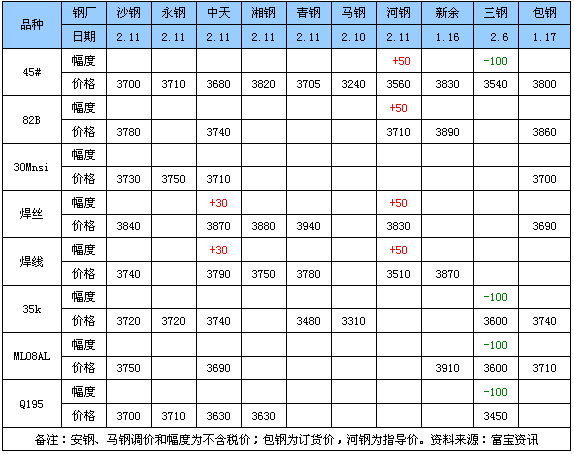 品种 钢厂 沙钢 永钢 中天 湘钢 青钢 马钢 河钢 新余 三钢 包钢
日期 2.11 2.11 2.11 2.11 2.11 2.10 2.11 1.16 2.6 1.17
45# 幅度 +50 -100
价格 3700 3710 3680 3820 3705 3240 3560 3830 3540 3800
82B 幅度 +50
价格 3780 3740 3710 3890 3860
30Mnsi 幅度
价格 3730 3750 3710 3700
焊丝 幅度 +30 +50
价格 3840 3870 3880 3940 3830 3690
焊线 幅度 +30 +50
价格 3740 3790 3750 3780 3510 3870
35k 幅度 -100
价格 3720 3720 3740 3480 3310 3600 3740
ML08AL 幅度 -100
价格 3750 3690 3910 3600 3710
Q195 幅度 -100
价格 3700 3710 3630 3630 3450
备注：安钢、马钢调价和幅度为不含税价；包钢为订货价，河钢为指导价。资料来源：富宝资讯